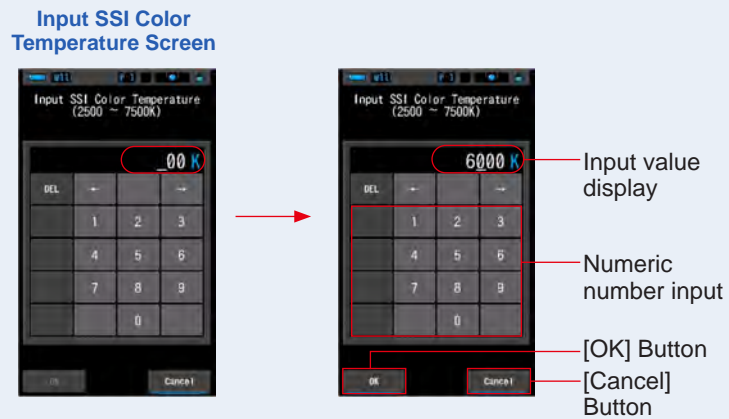 Input SSI Color
Temperature Screen
Input SSI Color Temperature
(2500 ~ 7500K)
_00 K
DEL ← →
1 2 3
4 5 6
7 8 9
0
OK Cancel
Input SSI Color Temperature
(2500 ~ 7500K)
6000 K
DEL ← →
1 2 3
4 5 6
7 8 9
0
OK Cancel
Input value
display
Numeric
number input
[OK] Button
[Cancel]
Button